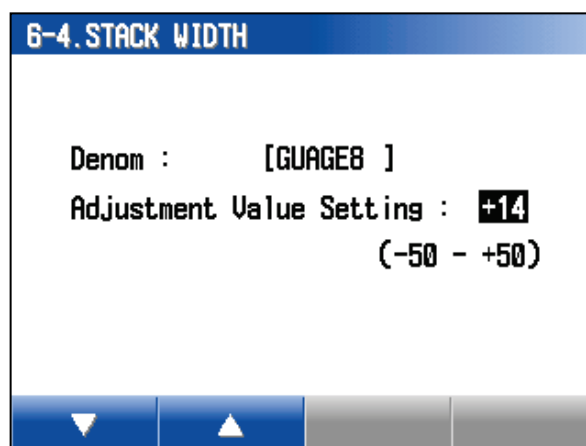 6-4.STACK WIDTH
Denom : [GUAGE8 ]
Adjustment Value Setting : +14
(-50 - +50)
▼ ▲